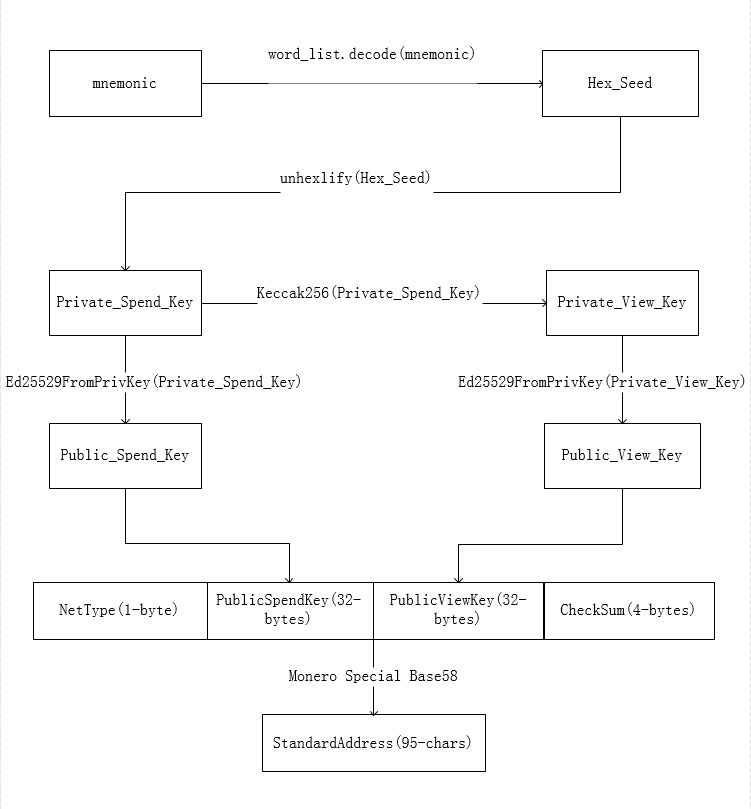 word_list.decode(mnemonic)
mnemonic
Hex_Seed
unhexlify(Hex_Seed)
Private_Spend_Key
Keccak256(Private_Spend_Key)
Private_View_Key
Ed25529FromPrivKey(Private_Spend_Key)
Ed25529FromPrivKey(Private_View_Key)
Public_Spend_Key
Public_View_Key
NetType(1-byte)
PublicSpendKey(32-
bytes)
PublicViewKey(32-
bytes)
CheckSum(4-bytes)
Monero Special Base58
StandardAddress(95-chars)